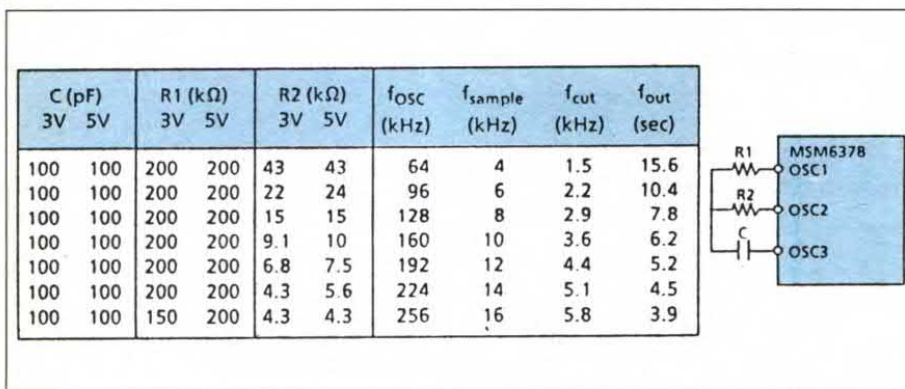 C (pF) R1 (kΩ) R2 (kΩ) fOSC fsample fcut fout
3V 5V 3V 5V 3V 5V (kHz) (kHz) (kHz) (sec)
100 100 200 200 43 43 64 4 1.5 15.6
100 100 200 200 22 24 96 6 2.2 10.4
100 100 200 200 15 15 128 8 2.9 7.8
100 100 200 200 9.1 10 160 10 3.6 6.2
100 100 200 200 6.8 7.5 192 12 4.4 5.2
100 100 200 200 4.3 5.6 224 14 5.1 4.5
100 100 150 200 4.3 4.3 256 16 5.8 3.9
R1 MSM6378
OSC1
R2
OSC2
C
OSC3